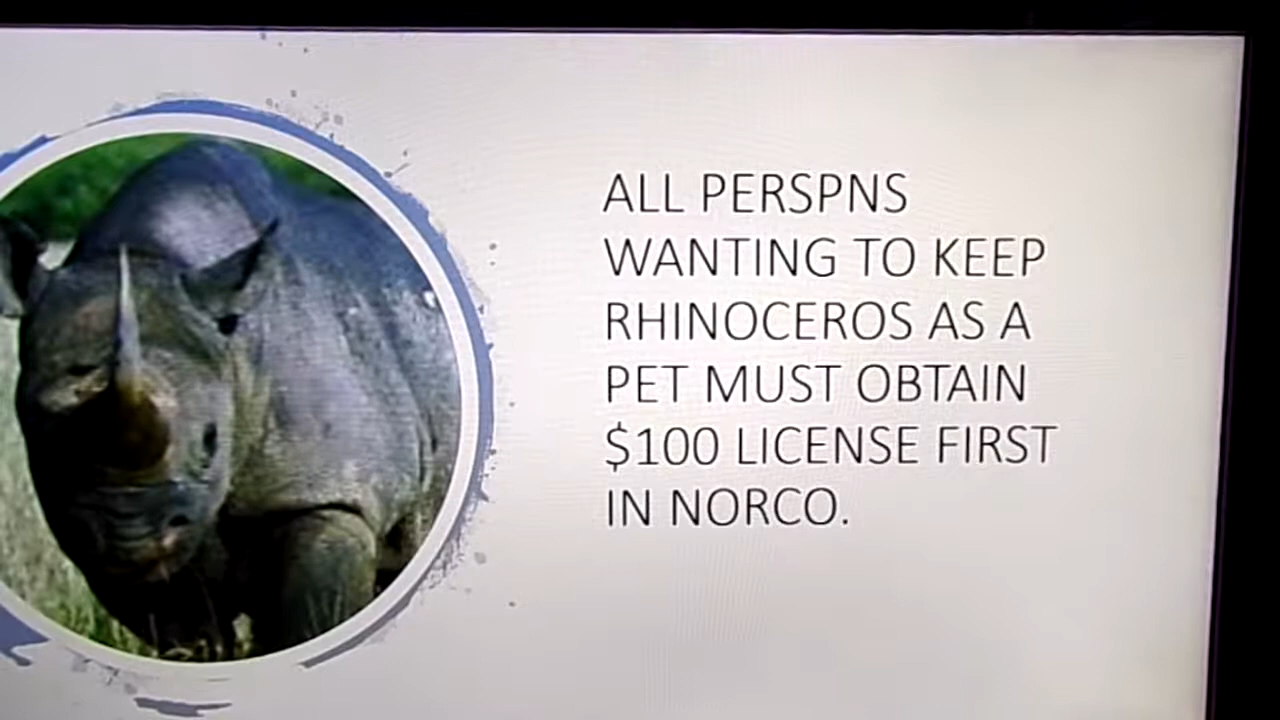 ALL PERSPNS
WANTING TO KEEP
RHINOCEROS AS A
PET MUST OBTAIN
$100 LICENSE FIRST
IN NORCO.